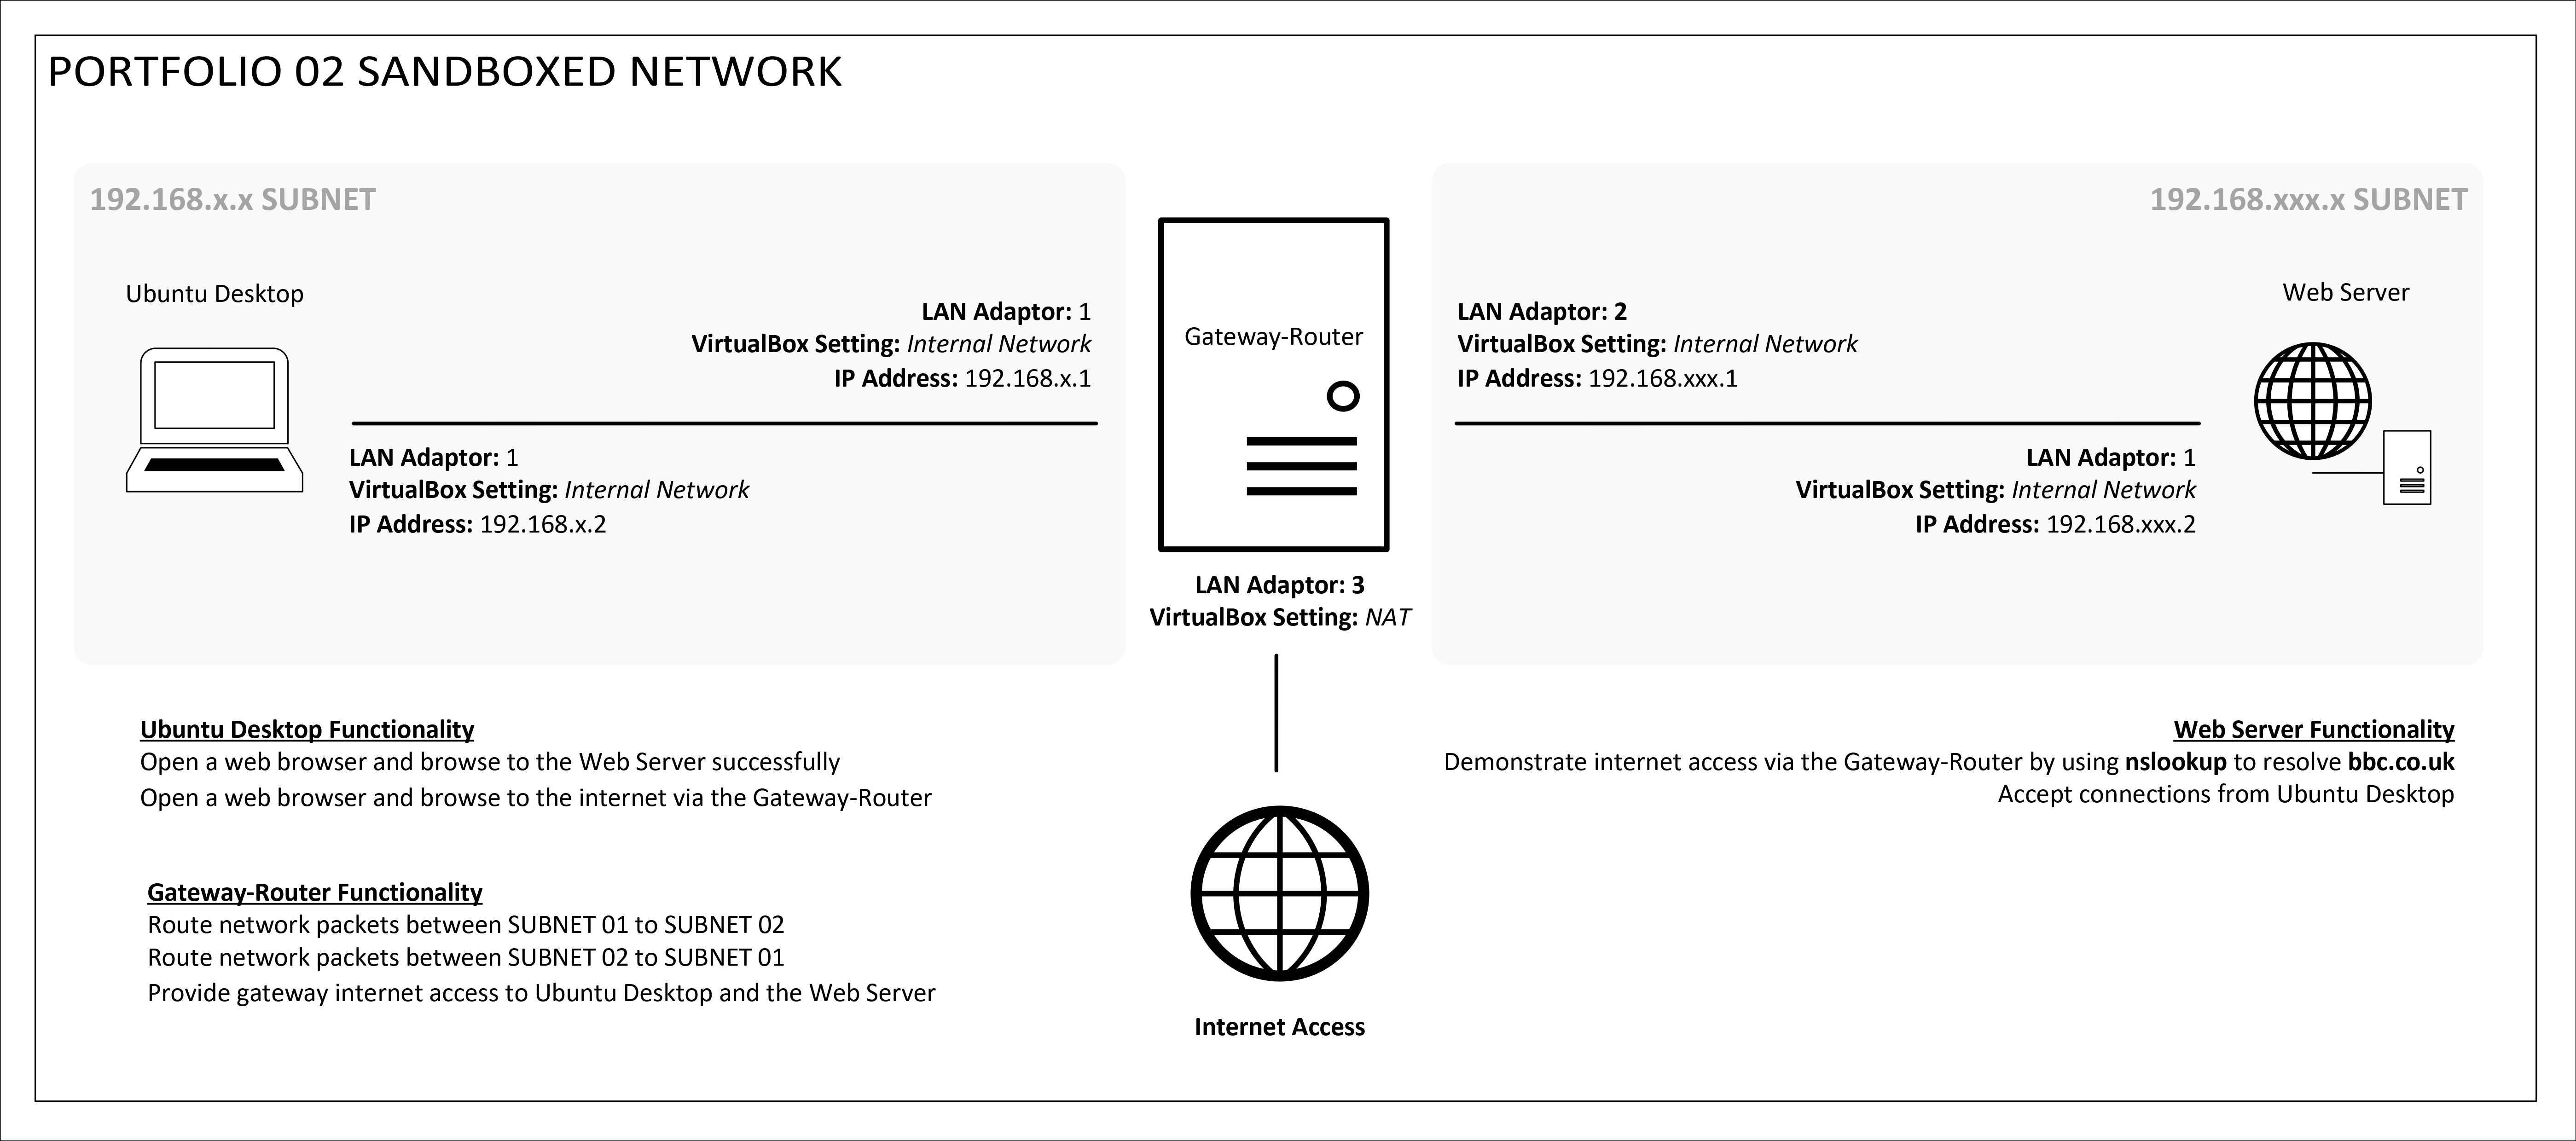 PORTFOLIO 02 SANDBOXED NETWORK
192.168.x.x SUBNET
Ubuntu Desktop
LAN Adaptor: 1
VirtualBox Setting: Internal Network
IP Address: 192.168.x.1
LAN Adaptor: 1
VirtualBox Setting: Internal Network
IP Address: 192.168.x.2
Gateway-Router
LAN Adaptor: 3
VirtualBox Setting: NAT
192.168.xxx.x SUBNET
Web Server
LAN Adaptor: 2
VirtualBox Setting: Internal Network
IP Address: 192.168.xxx.1
LAN Adaptor: 1
VirtualBox Setting: Internal Network
IP Address: 192.168.xxx.2
Ubuntu Desktop Functionality
Open a web browser and browse to the Web Server successfully
Open a web browser and browse to the internet via the Gateway-Router
Web Server Functionality
Demonstrate internet access via the Gateway-Router by using nslookup to resolve bbc.co.uk
Accept connections from Ubuntu Desktop
Gateway-Router Functionality
Route network packets between SUBNET 01 to SUBNET 02
Route network packets between SUBNET 02 to SUBNET 01
Provide gateway internet access to Ubuntu Desktop and the Web Server
Internet Access